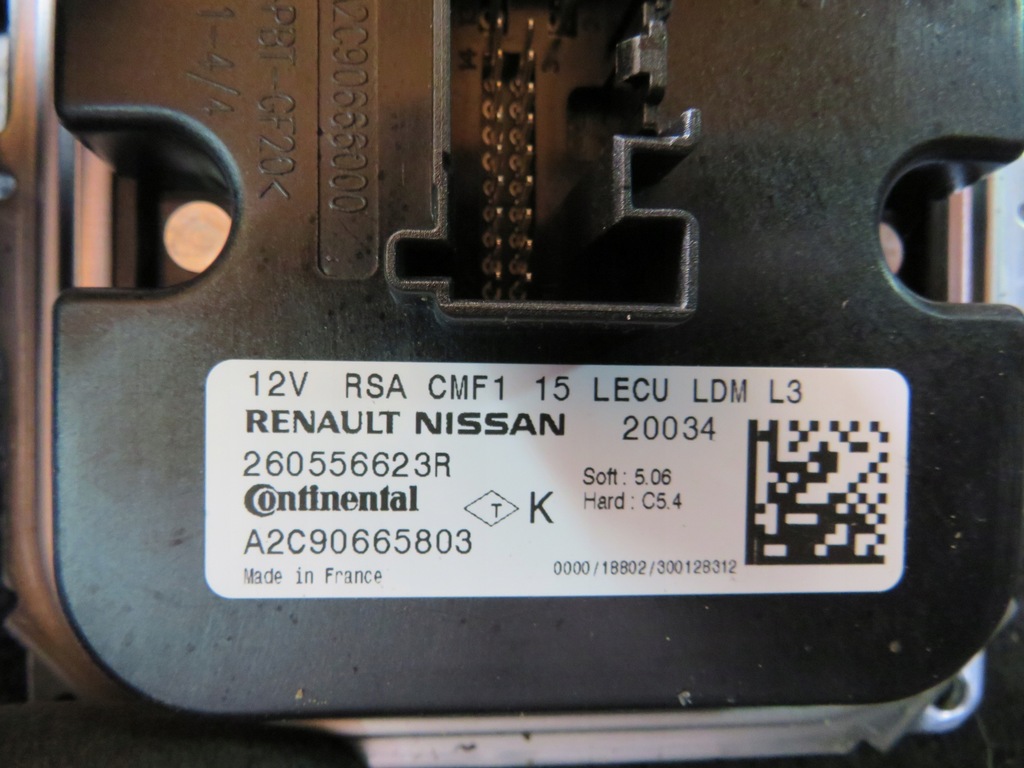 A2C90666000
>PBT-GF20<
1-4/4
12V RSA CMF1 15 LECU LDM L3
RENAULT NISSAN 20034
260556623R
Continental
T K
Soft : 5.06
Hard : C5.4
A2C90665803
Made in France
0000/18802/300128312